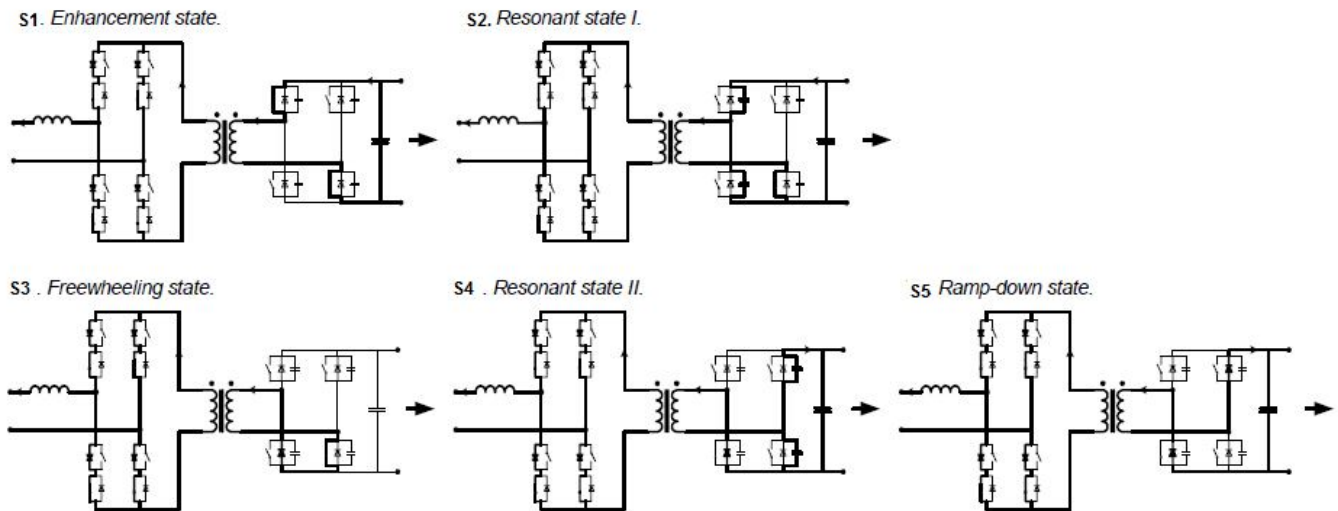 S1. Enhancement state.
S2. Resonant state I.
S3 . Freewheeling state.
S4 . Resonant state II.
S5 Ramp-down state.